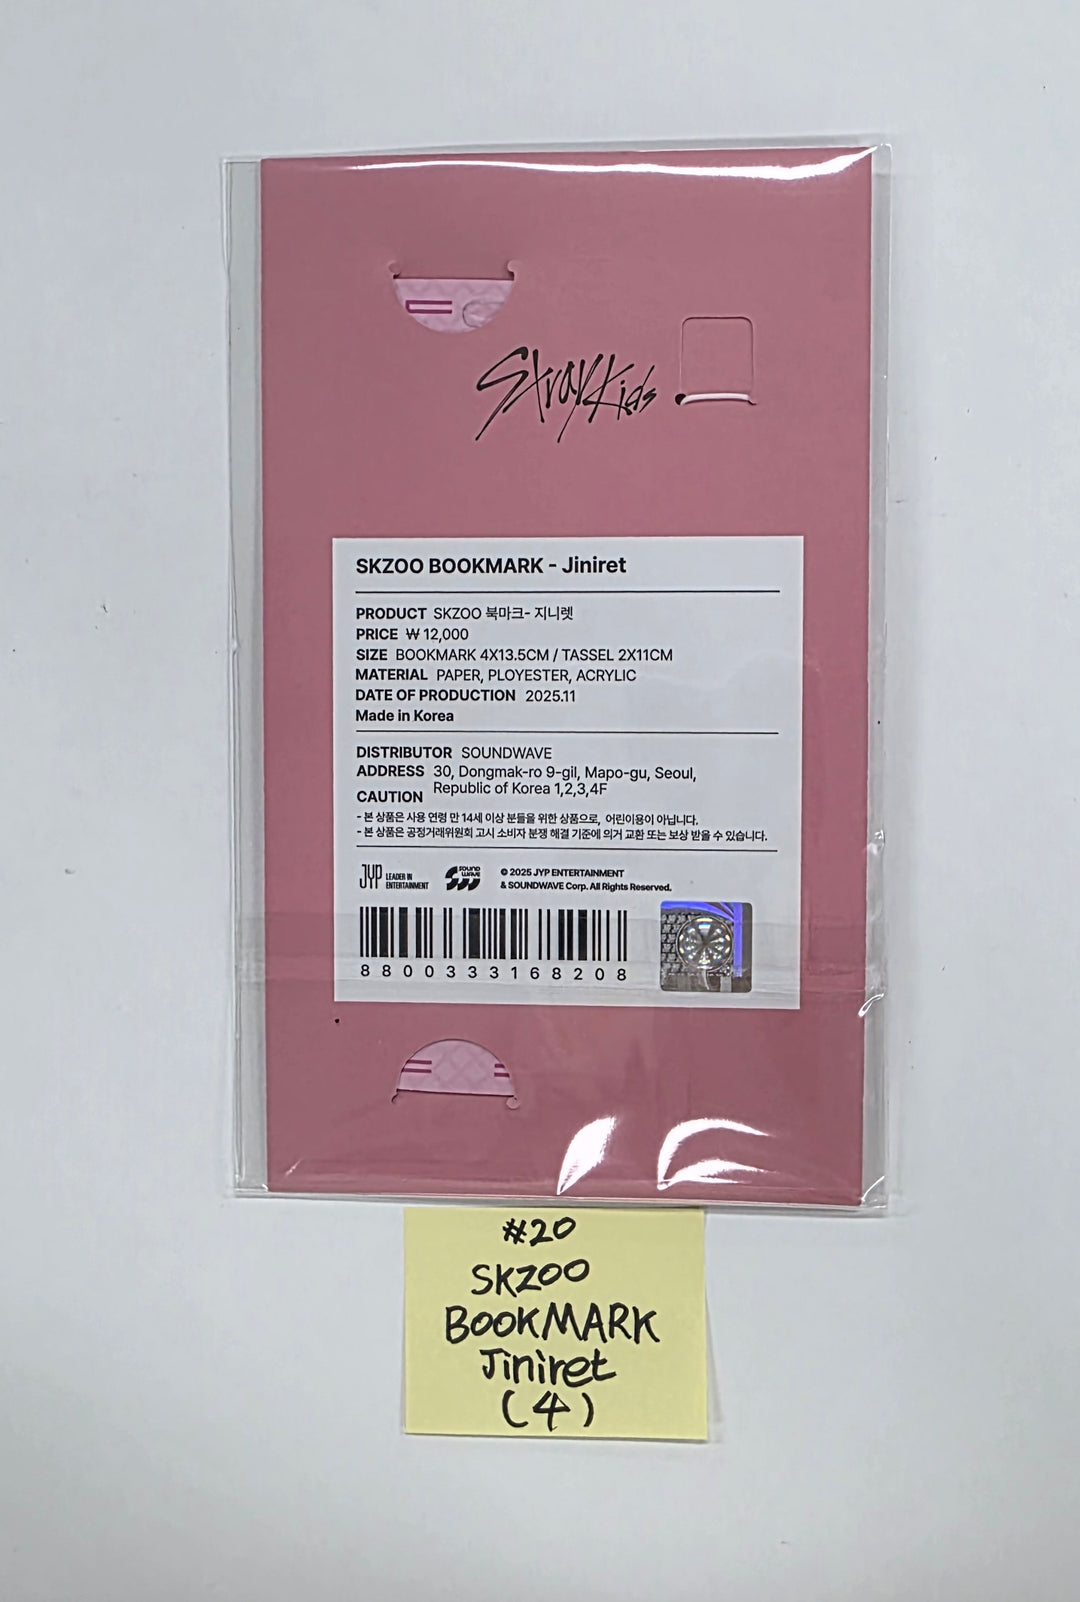 Stray Kids
SKZOO BOOKMARK - Jiniret
PRODUCT SKZOO 북마크- 지니렛
PRICE ₩ 12,000
SIZE BOOKMARK 4X13.5CM / TASSEL 2X11CM
MATERIAL PAPER, PLOYESTER, ACRYLIC
DATE OF PRODUCTION 2025.11
Made in Korea
DISTRIBUTOR SOUNDWAVE
ADDRESS 30, Dongmak-ro 9-gil, Mapo-gu, Seoul,
Republic of Korea 1,2,3,4F
CAUTION
- 본 상품은 사용 연령 만 14세 이상 분들을 위한 상품으로, 어린이용이 아닙니다.
- 본 상품은 공정거래위원회 고시 소비자 분쟁 해결 기준에 의거 교환 또는 보상 받을 수 있습니다.
JYP LEADER IN
ENTERTAINMENT
SOUND
WAVE
© 2025 JYP ENTERTAINMENT
& SOUNDWAVE Corp. All Rights Reserved.
8800333168208
#20
SKZOO
BOOKMARK
Jiniret
(4)